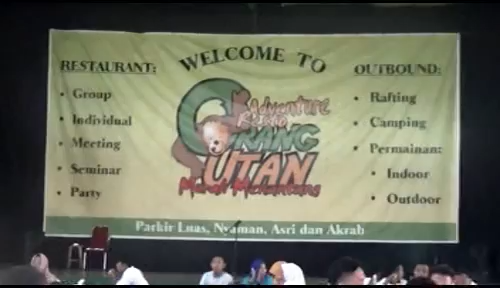 WELCOME TO
RESTAURANT:
• Group
• Individual
• Meeting
• Seminar
• Party
Adventure
Resto
ORANG
UTAN
OUTBOUND:
• Rafting
• Camping
• Permainan:
• Indoor
• Outdoor
Parkir Luas, Nyaman, Asri dan Akrab